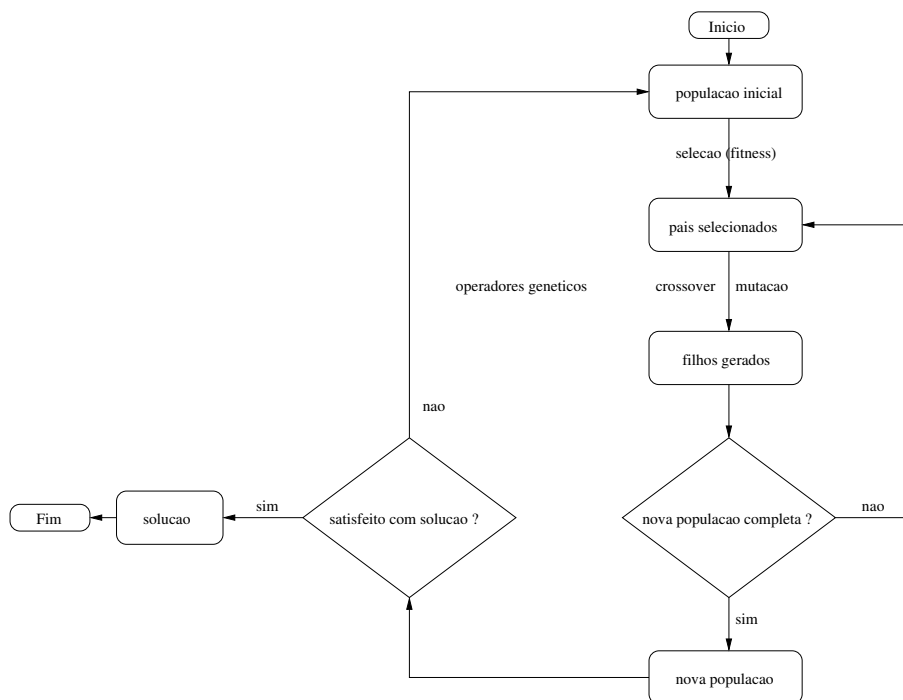 Inicio
populacao inicial
selecao (fitness)
pais selecionados
operadores geneticos
crossover
mutacao
filhos gerados
nao
Fim
solucao
sim
satisfeito com solucao ?
nova populacao completa ?
nao
sim
nova populacao